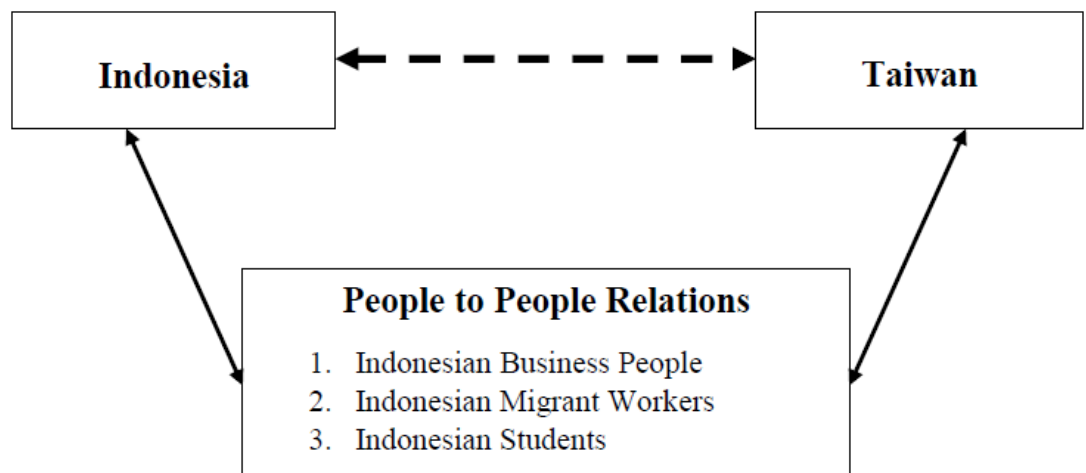 Indonesia
Taiwan
People to People Relations
1. Indonesian Business People
2. Indonesian Migrant Workers
3. Indonesian Students